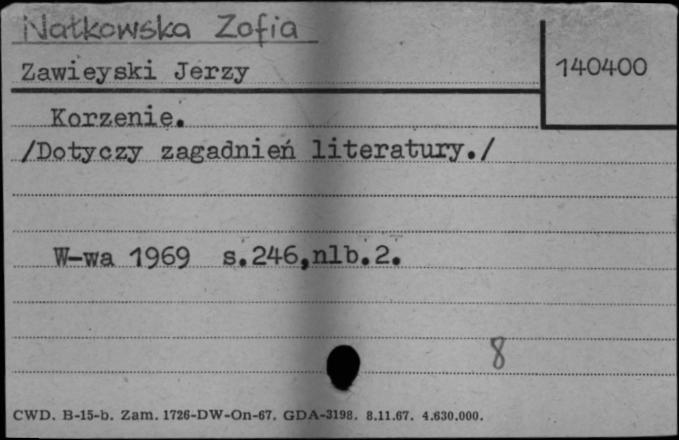 Nałkowska Zofia
Zawieyski Jerzy
140400
Korzenie.
/Dotyczy zagadnień literatury./
W-wa 1969 s.246,nlb.2.
8
CWD. B-15-b. Zam. 1726-DW-On-67. GDA-3198. 8.11.67. 4.630.000.